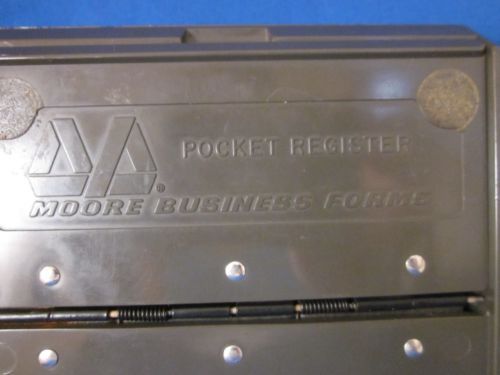 POCKET REGISTER
®
MOORE BUSINESS FORMS